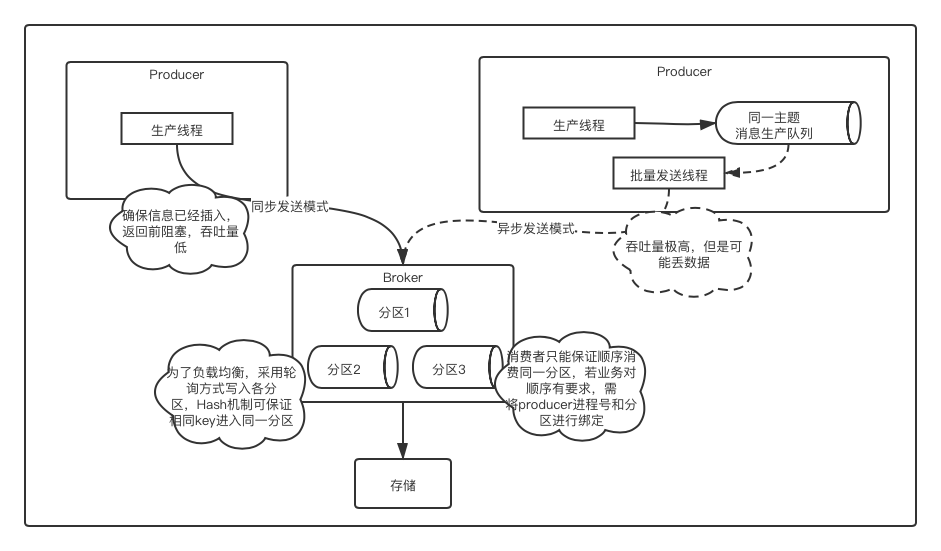 Producer
生产线程
确保信息已经插入，
返回前阻塞，吞吐量
低
同步发送模式
Producer
生产线程
同一主题
消息生产队列
批量发送线程
异步发送模式
吞吐量极高，但是可
能丢数据
Broker
分区1
分区2
分区3
为了负载均衡，采用轮
询方式写入各分
区，Hash机制可保证
相同key进入同一分区
消费者只能保证顺序消
费同一分区，若业务对
顺序有要求，需
将producer进程号和分
区进行绑定
存储